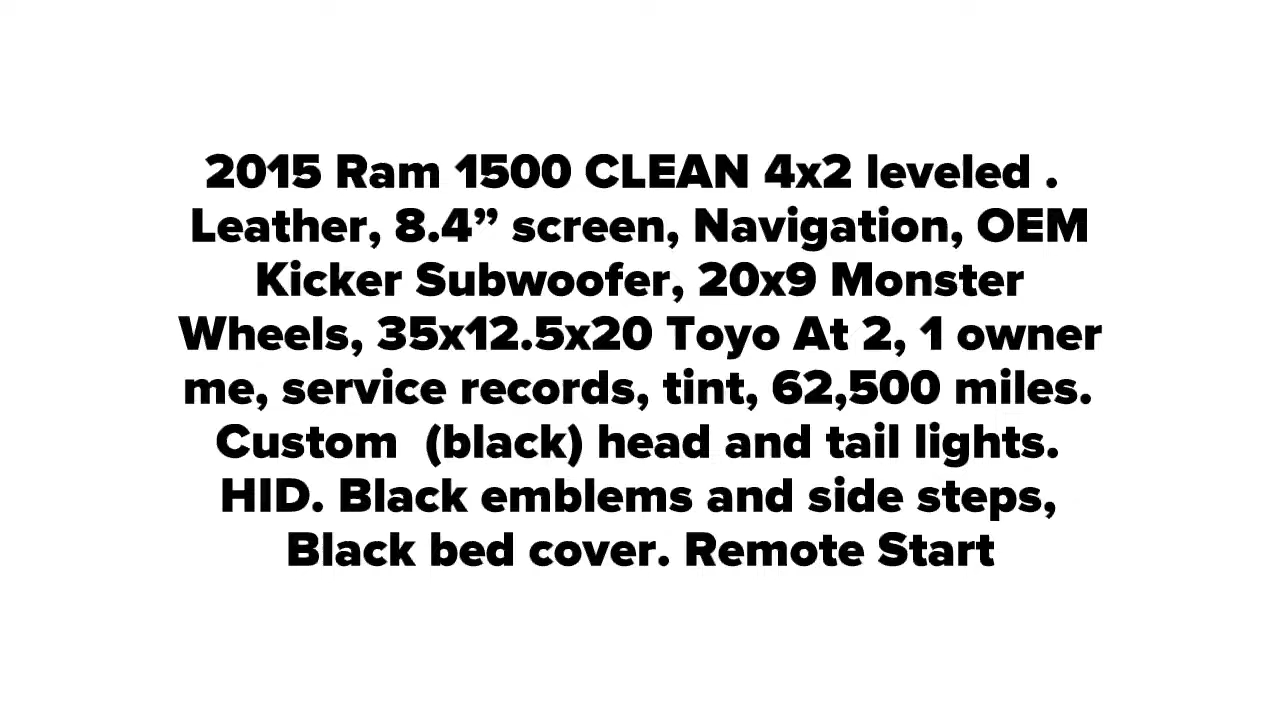 2015 Ram 1500 CLEAN 4x2 leveled .
Leather, 8.4” screen, Navigation, OEM
Kicker Subwoofer, 20x9 Monster
Wheels, 35x12.5x20 Toyo At 2, 1 owner
me, service records, tint, 62,500 miles.
Custom  (black) head and tail lights.
HID. Black emblems and side steps,
Black bed cover. Remote Start